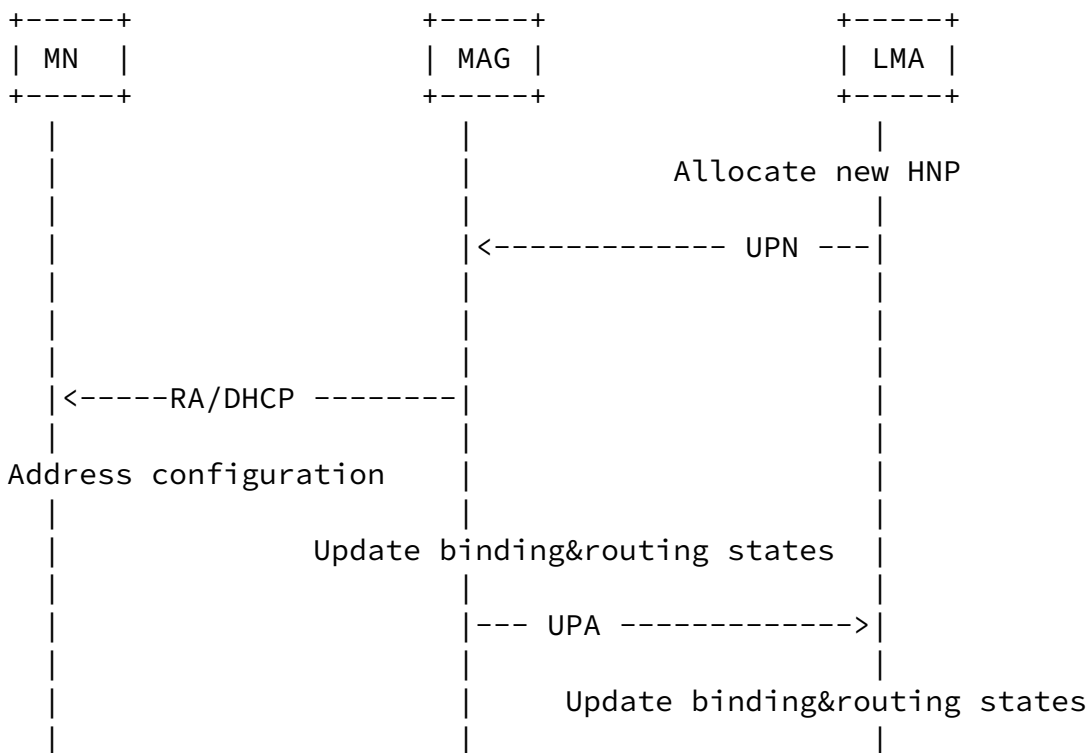 +-----+ +-----+ +-----+
| MN | | MAG | | LMA |
+-----+ +-----+ +-----+
| | |
| | Allocate new HNP
| | |
| |<------------- UPN ---|
| | |
| | |
| | |
|<-----RA/DHCP --------| |
| | |
Address configuration | |
| | |
| Update binding&routing states |
| | |
| |--- UPA ------------->|
| | |
| | Update binding&routing states
| | |